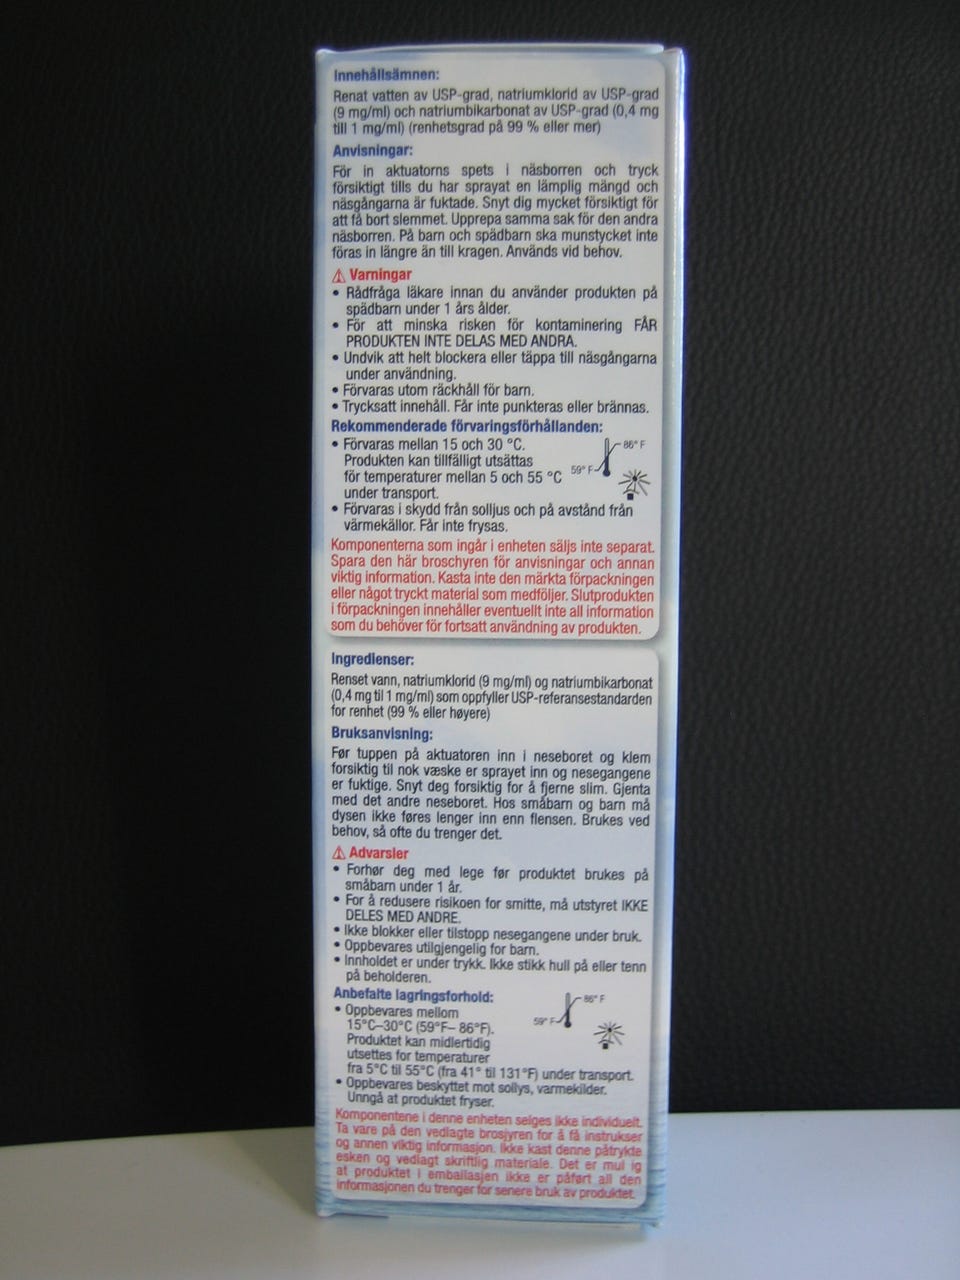 Innehållsämnen:
Renat vatten av USP-grad, natriumklorid av USP-grad
(9 mg/ml) och natriumbikarbonat av USP-grad (0,4 mg
till 1 mg/ml) (renhetsgrad på 99 % eller mer)
Anvisningar:
För in aktuatorns spets i näsborren och tryck
försiktigt tills du har sprayat en lämplig mängd och
näsgångarna är fuktade. Snyt dig mycket försiktigt för
att få bort slemmet. Upprepa samma sak för den andra
näsborren. På barn och spädbarn ska munstycket inte
föras in längre än till kragen. Används vid behov.
⚠ Varningar
• Rådfråga läkare innan du använder produkten på
spädbarn under 1 års ålder.
• För att minska risken för kontaminering FÅR
PRODUKTEN INTE DELAS MED ANDRA.
• Undvik att helt blockera eller täppa till näsgångarna
under användning.
• Förvaras utom räckhåll för barn.
• Trycksatt innehåll. Får inte punkteras eller brännas.
Rekommenderade förvaringsförhållanden:
• Förvaras mellan 15 och 30 °C.
86° F
Produkten kan tillfälligt utsättas
59° F
för temperaturer mellan 5 och 55 °C
under transport.
• Förvaras i skydd från solljus och på avstånd från
värmekällor. Får inte frysas.
Komponenterna som ingår i enheten säljs inte separat.
Spara den här broschyren för anvisningar och annan
viktig information. Kasta inte den märkta förpackningen
eller något tryckt material som medföljer. Slutprodukten
i förpackningen innehåller eventuellt inte all information
som du behöver för fortsatt användning av produkten.
Ingredienser:
Renset vann, natriumklorid (9 mg/ml) og natriumbikarbonat
(0,4 mg til 1 mg/ml) som oppfyller USP-referansestandarden
for renhet (99 % eller høyere)
Bruksanvisning:
Før tuppen på aktuatoren inn i neseboret og klem
forsiktig til nok væske er sprayet inn og nesegangene
er fuktige. Snyt deg forsiktig for å fjerne slim. Gjenta
med det andre neseboret. Hos småbarn og barn må
dysen ikke føres lenger inn enn flensen. Brukes ved
behov, så ofte du trenger det.
⚠ Advarsler
• Forhør deg med lege før produktet brukes på
småbarn under 1 år.
• For å redusere risikoen for smitte, må utstyret IKKE
DELES MED ANDRE.
• Ikke blokker eller tilstopp nesegangene under bruk.
• Oppbevares utilgjengelig for barn.
• Innholdet er under trykk. Ikke stikk hull på eller tenn
på beholderen.
Anbefalte lagringsforhold:
86° F
• Oppbevares mellom
15°C–30°C (59°F– 86°F).
59° F
Produktet kan midlertidig
utsettes for temperaturer
fra 5°C til 55°C (fra 41° til 131°F) under transport.
• Oppbevares beskyttet mot sollys, varmekilder.
Unngå at produktet fryser.
Komponentene i denne enheten selges ikke individuelt.
Ta vare på den vedlagte brosjyren for å få instrukser
og annen viktig informasjon. Ikke kast denne påtrykte
esken og vedlagt skriftlig materiale. Det er mulig
at produktet i emballasjen ikke er påført all den
informasjonen du trenger for senere bruk av produktet.